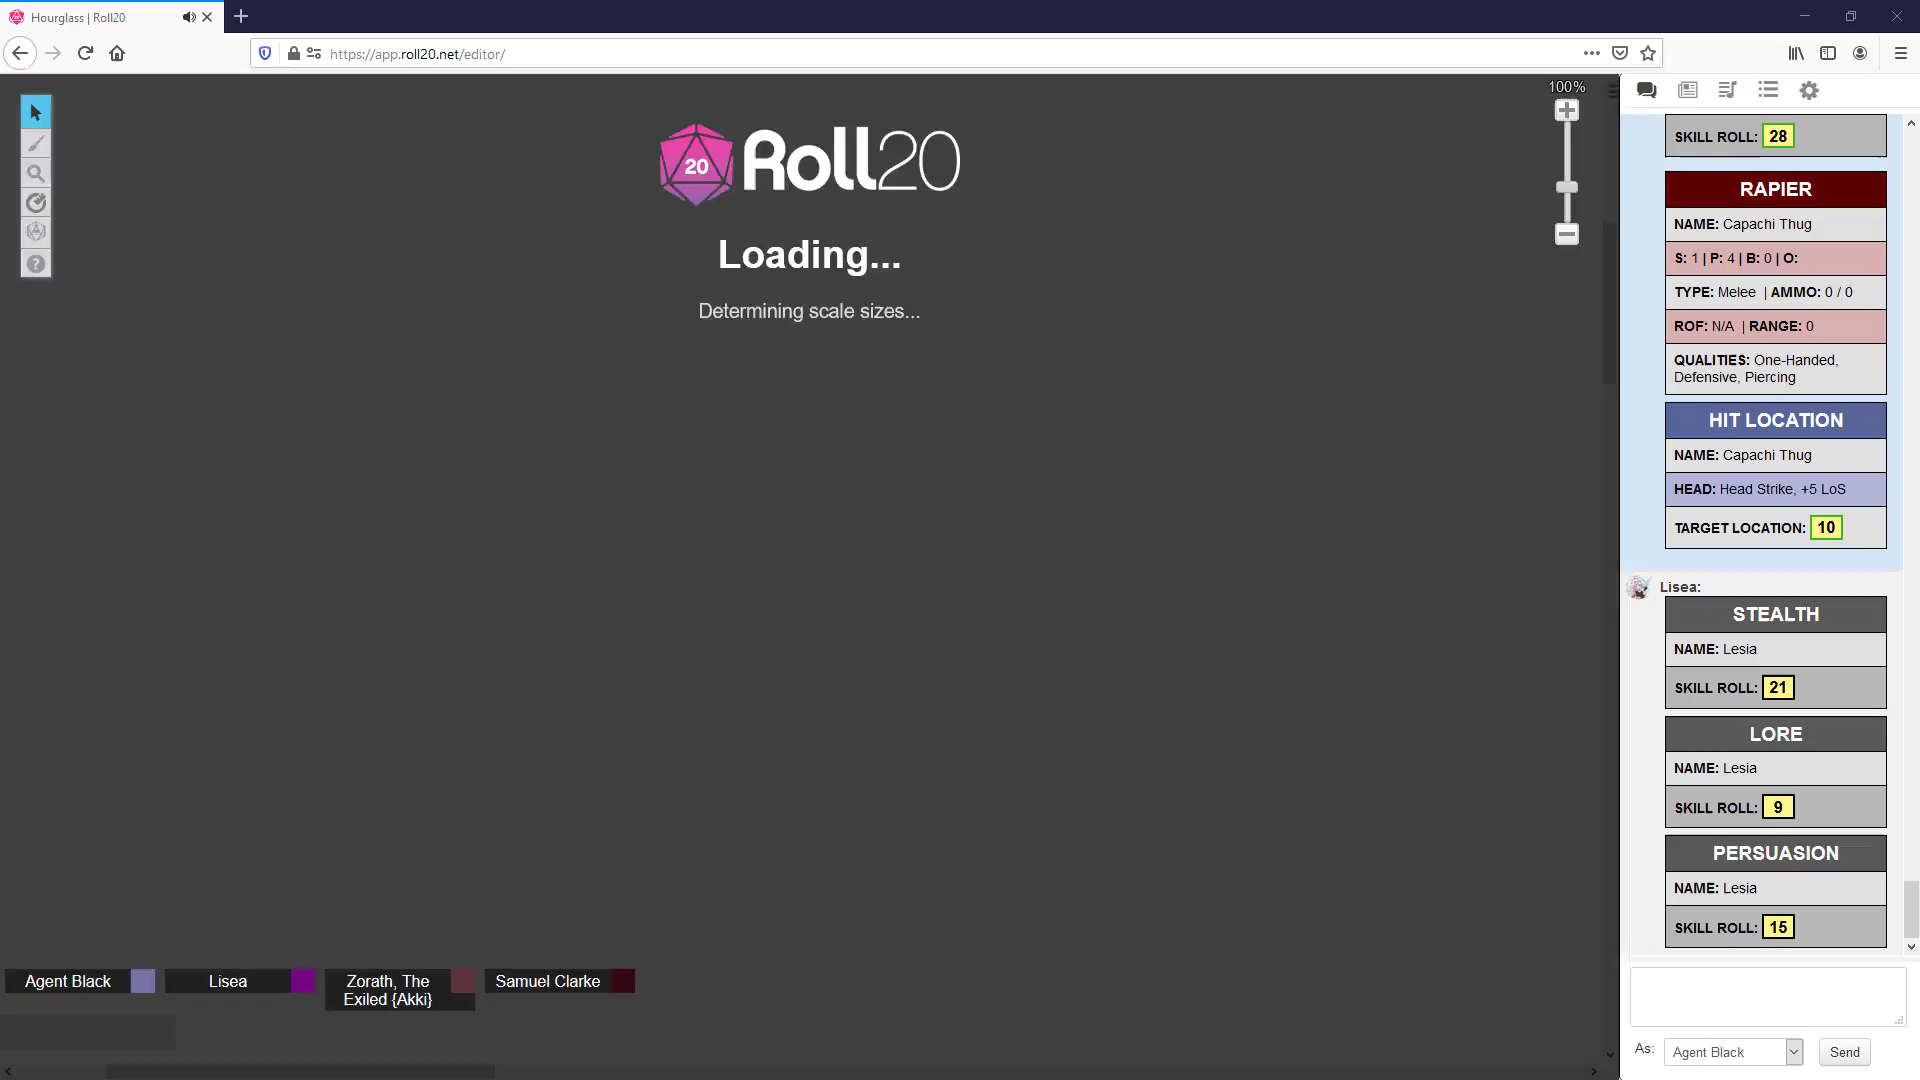 Hourglass | Roll20
https://app.roll20.net/editor/
100%
20
Roll20
Loading...
Determining scale sizes...
SKILL ROLL: 28
RAPIER
NAME: Capachi Thug
S: 1 | P: 4 | B: 0 | O:
TYPE: Melee | AMMO: 0 / 0
ROF: N/A | RANGE: 0
QUALITIES: One-Handed,
Defensive, Piercing
HIT LOCATION
NAME: Capachi Thug
HEAD: Head Strike, +5 LoS
TARGET LOCATION: 10
Lisea:
STEALTH
NAME: Lesia
SKILL ROLL: 21
LORE
NAME: Lesia
SKILL ROLL: 9
PERSUASION
NAME: Lesia
SKILL ROLL: 15
Agent Black
Lisea
Zorath, The
Exiled {Akki}
Samuel Clarke
As: Agent Black
Send